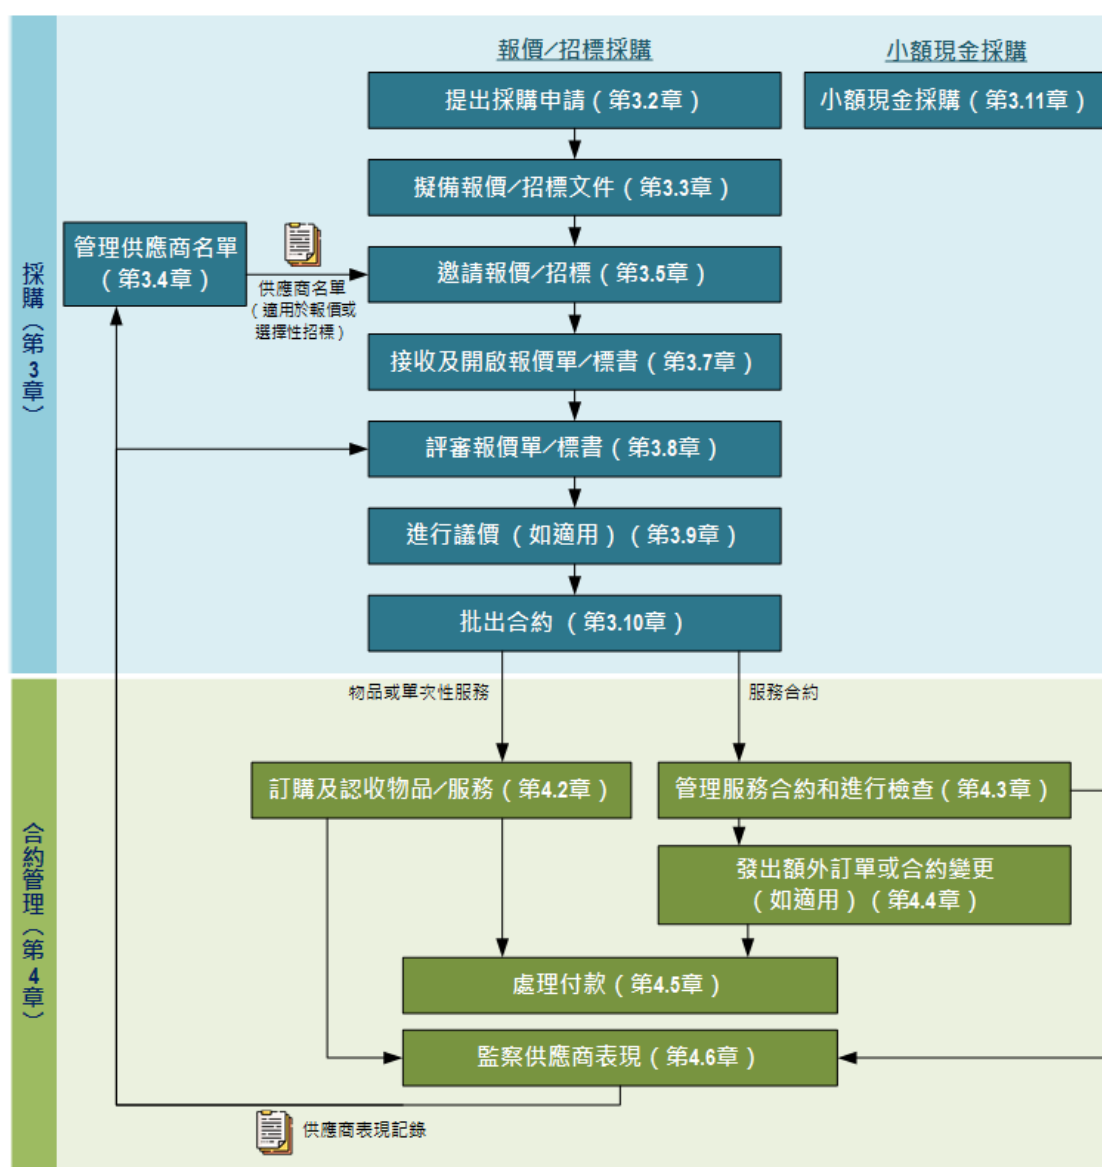 報價／招標採購
小額現金採購
提出採購申請（第3.2章）
小額現金採購（第3.11章）
擬備報價／招標文件（第3.3章）
管理供應商名單
（第3.4章）
供應商名單
（適用於報價或
選擇性招標）
邀請報價／招標（第3.5章）
接收及開啟報價單／標書（第3.7章）
評審報價單／標書（第3.8章）
進行議價（如適用）（第3.9章）
批出合約（第3.10章）
採購（第3章）
物品或單次性服務
服務合約
訂購及認收物品／服務（第4.2章）
管理服務合約和進行檢查（第4.3章）
發出額外訂單或合約變更
（如適用）（第4.4章）
處理付款（第4.5章）
監察供應商表現（第4.6章）
供應商表現記錄
合約管理（第4章）